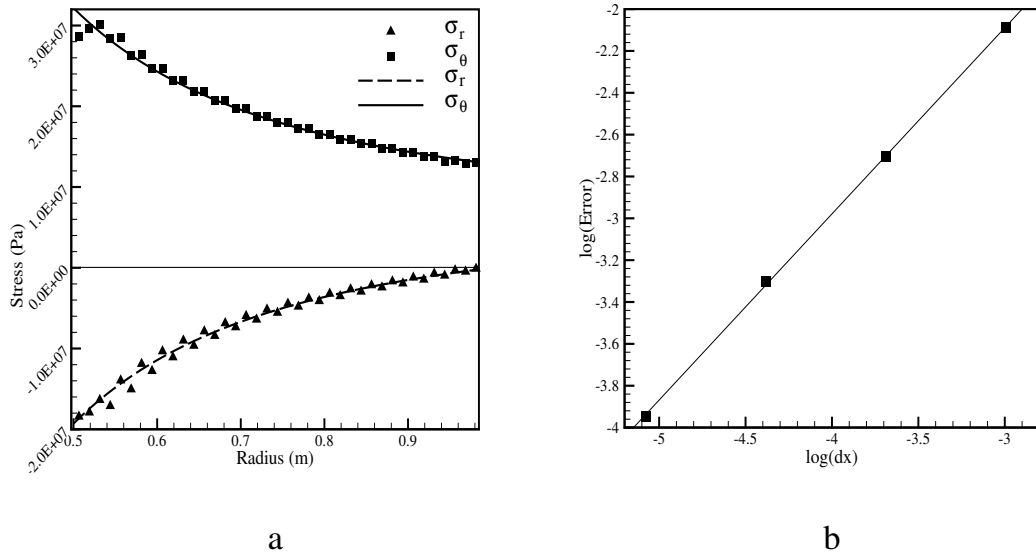 3.0E+07
2.0E+07
1.0E+07
0.0E+00
-1.0E+07
-2.0E+07
Stress (Pa)
σr
σθ
σr
σθ
0.5 0.6 0.7 0.8 0.9
Radius (m)
a
-2
-2.2
-2.4
-2.6
-2.8
-3
-3.2
-3.4
-3.6
-3.8
-4
log(Error)
-5 -4.5 -4 -3.5 -3
log(dx)
b